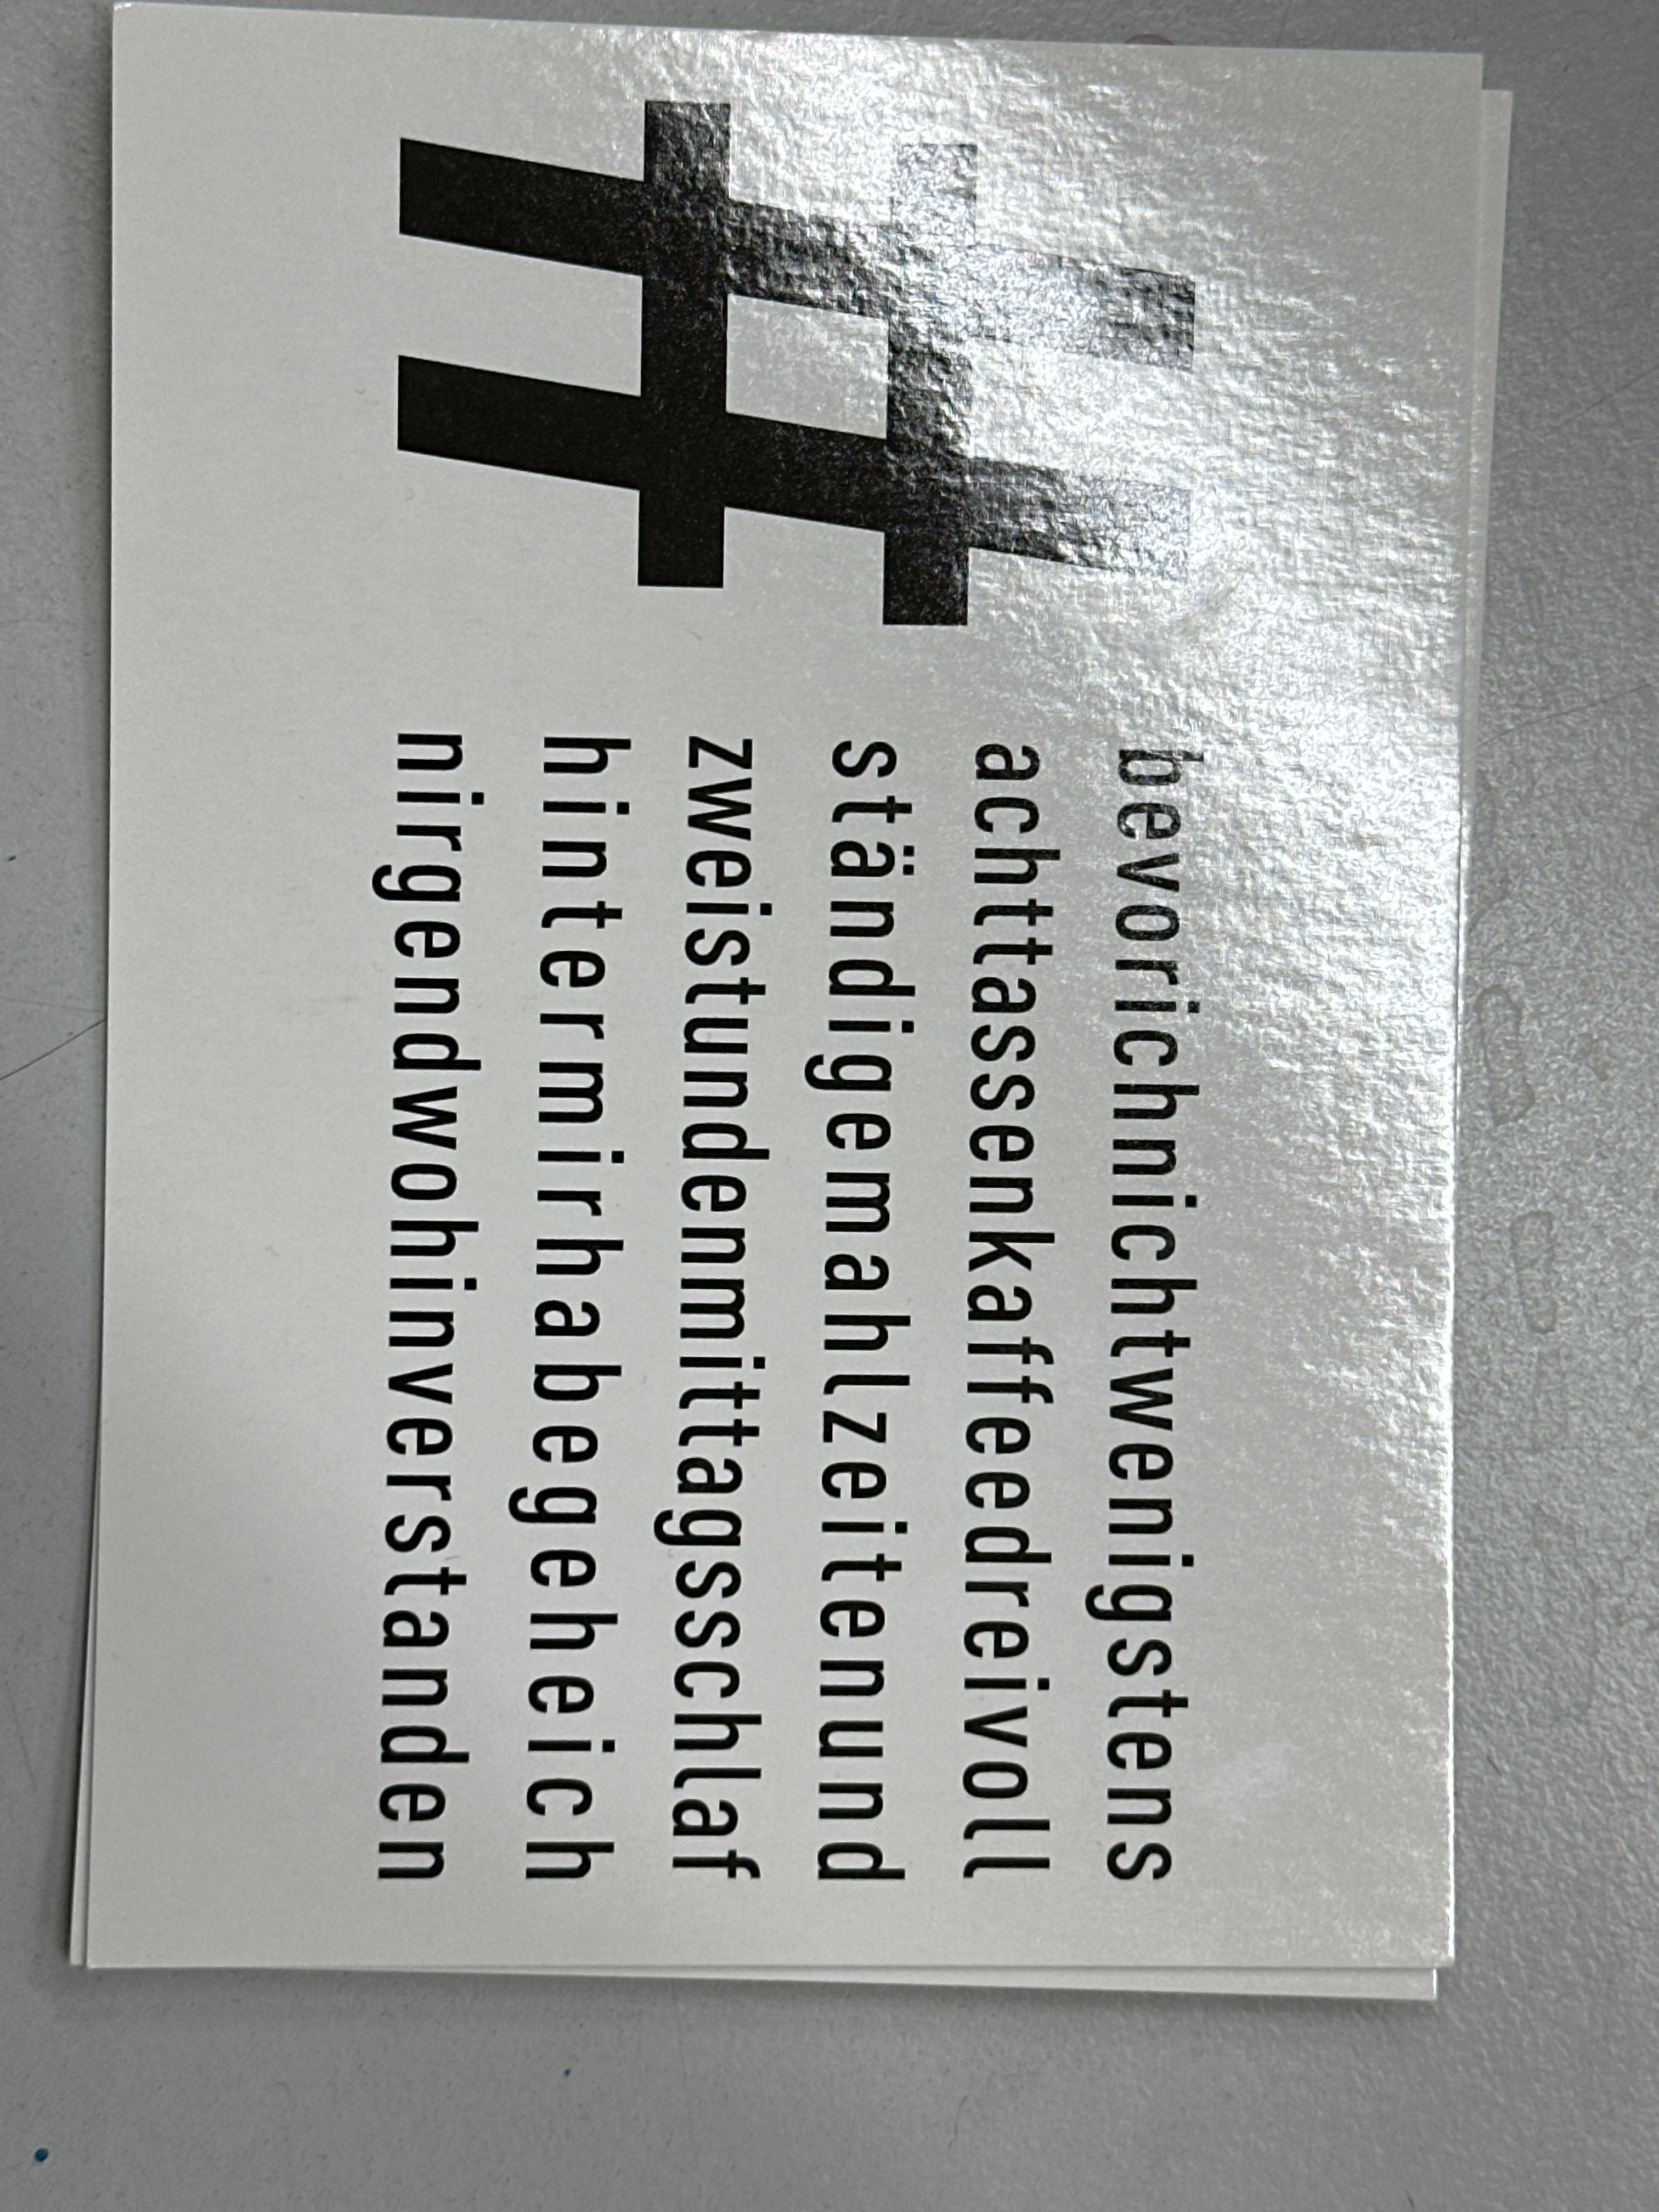 #
bevorichnichtwenigstens
achttassenkaffeedreivoll
ständigemahlzeitenund
zweistundenmittagsschlaf
hintermirhabegeheich
nirgendwohinverstanden